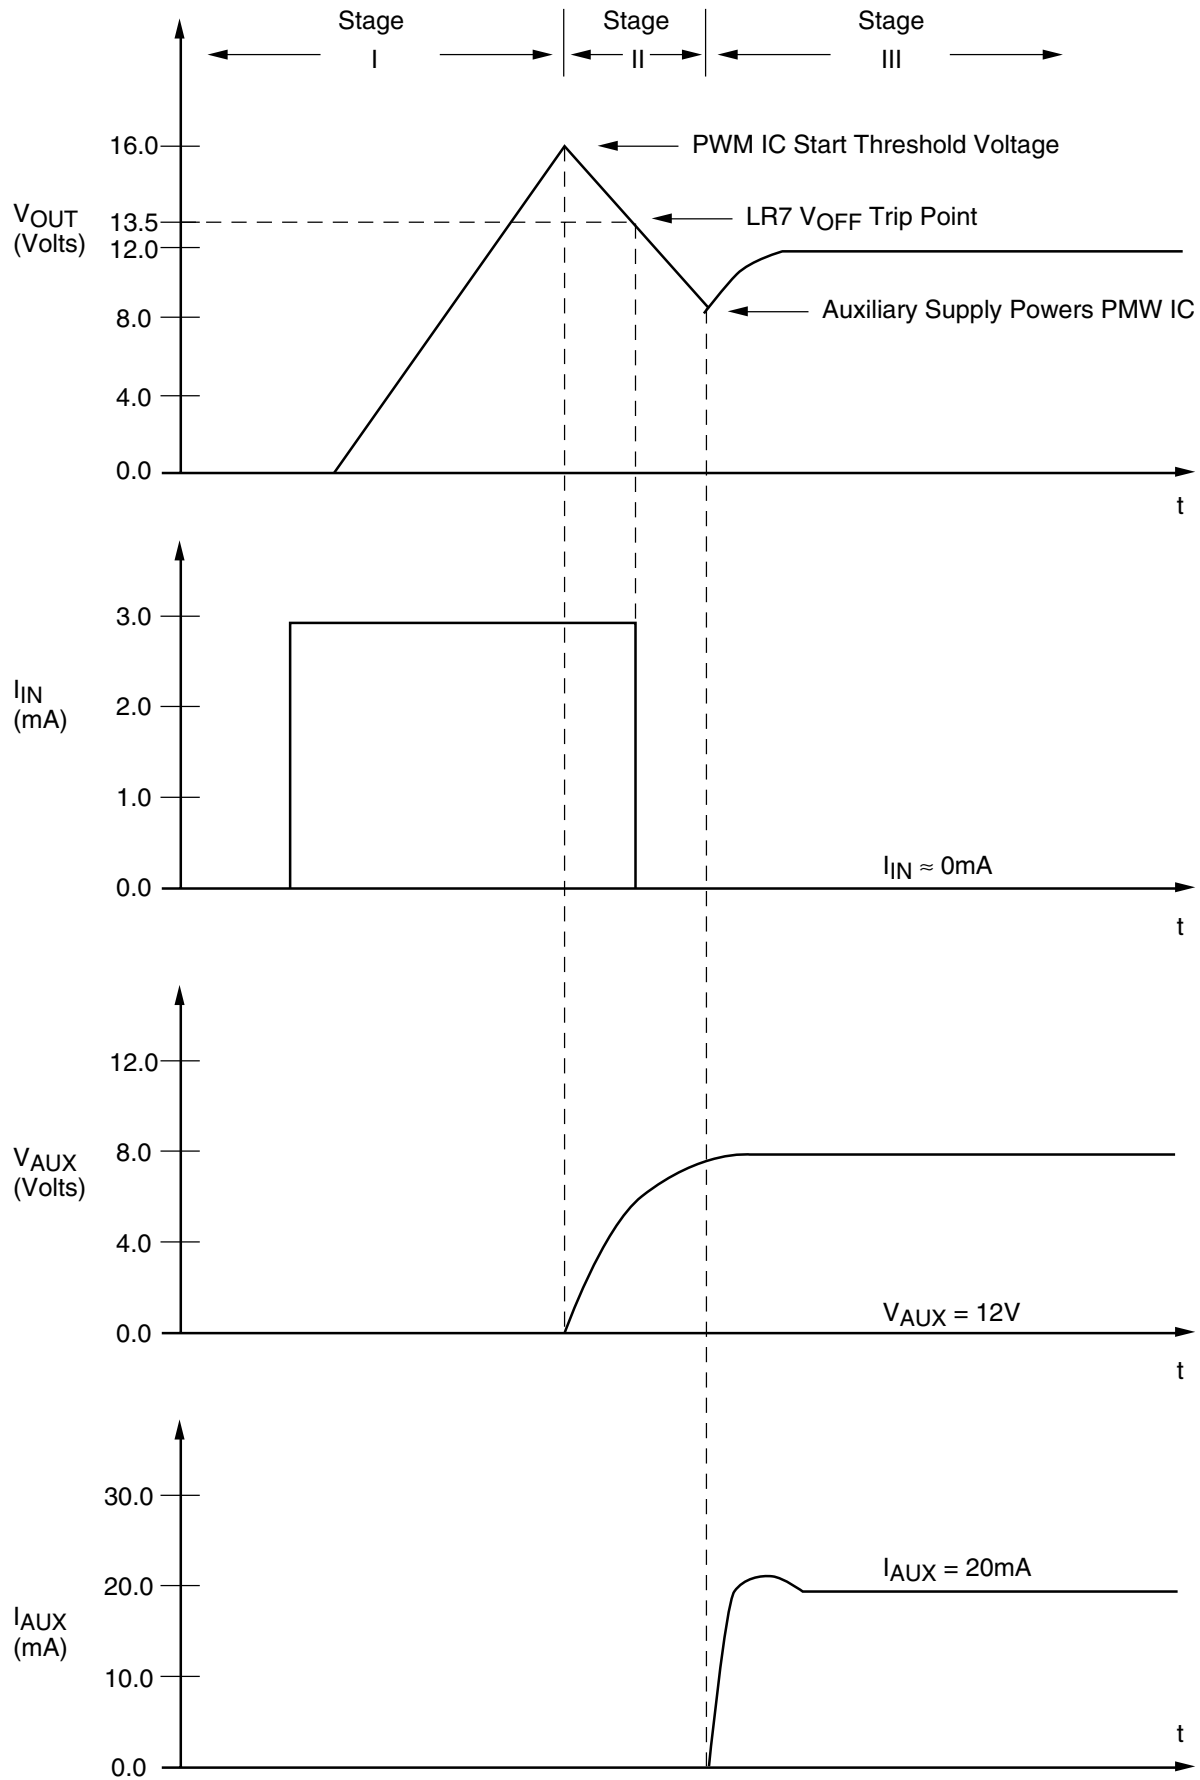 Stage
I
Stage
II
Stage
III
16.0
PWM IC Start Threshold Voltage
VOUT
(Volts)
13.5
LR7 VOFF Trip Point
12.0
8.0
Auxiliary Supply Powers PMW IC
4.0
0.0
t
3.0
IIN
(mA)
2.0
1.0
IIN ≈ 0mA
0.0
t
12.0
VAUX
(Volts)
8.0
4.0
VAUX = 12V
0.0
t
30.0
IAUX = 20mA
20.0
IAUX
(mA)
10.0
t
0.0